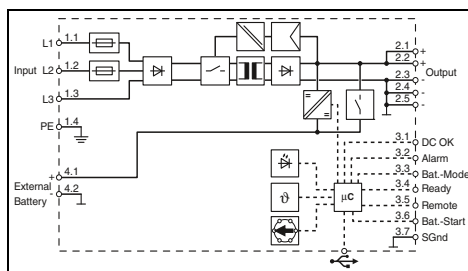 L1 1.1
Input L2 1.2
L3 1.3
PE 1.4
External Battery
+ 4.1
- 4.2
2.1 +
2.2 +
2.3 -
2.4 -
2.5 -
Output
= =
ϑ
µC
3.1 DC OK
3.2 Alarm
3.3 Bat.-Mode
3.4 Ready
3.5 Remote
3.6 Bat.-Start
3.7 SGnd